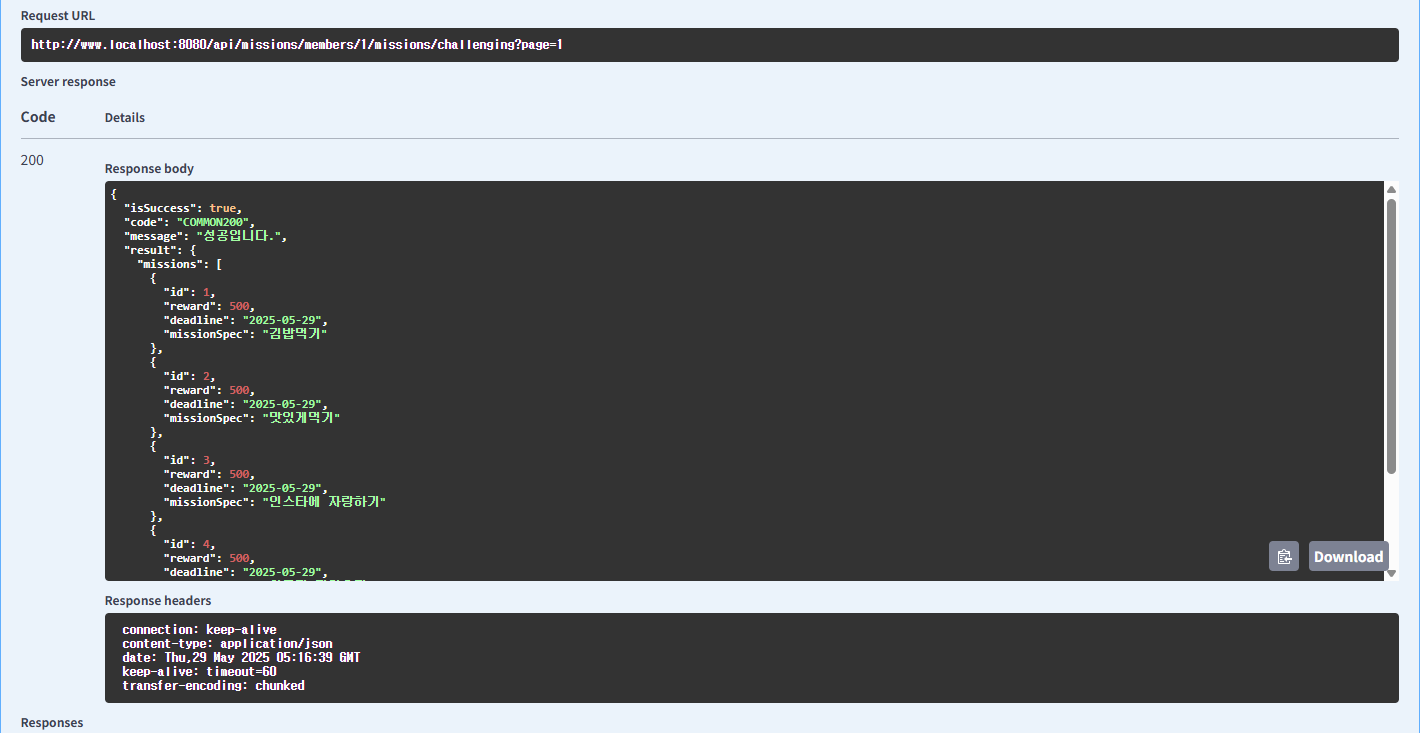 Request URL
http://www.localhost:8080/api/missions/members/1/missions/challenging?page=1
Server response
Code Details
200
Response body
{
  "isSuccess": true,
  "code": "COMMON200",
  "message": "성공입니다.",
  "result": {
    "missions": [
      {
        "id": 1,
        "reward": 500,
        "deadline": "2025-05-29",
        "missionSpec": "김밥먹기"
      },
      {
        "id": 2,
        "reward": 500,
        "deadline": "2025-05-29",
        "missionSpec": "맛있게먹기"
      },
      {
        "id": 3,
        "reward": 500,
        "deadline": "2025-05-29",
        "missionSpec": "인스타에 자랑하기"
      },
      {
        "id": 4,
        "reward": 500,
        "deadline": "2025-05-29",
Download
Response headers
connection: keep-alive
content-type: application/json
date: Thu,29 May 2025 05:16:39 GMT
keep-alive: timeout=60
transfer-encoding: chunked
Responses